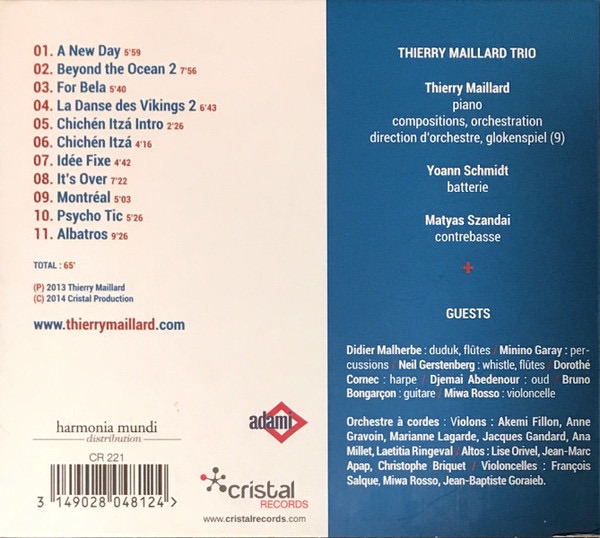 01. A New Day 5'59
02. Beyond the Ocean 2 7'56
03. For Bela 5'40
04. La Danse des Vikings 2 6'43
05. Chichén Itzá Intro 2'26
06. Chichén Itzá 4'16
07. Idée Fixe 4'42
08. It's Over 7'22
09. Montréal 5'03
10. Psycho Tic 5'26
11. Albatros 9'26
TOTAL : 65'
(P) 2013 Thierry Maillard
(C) 2014 Cristal Production
www.thierrymaillard.com
harmonia mundi
distribution
CR 221
3 149028 048124
adami
cristal
RECORDS
www.cristalrecords.com
THIERRY MAILLARD TRIO
Thierry Maillard
piano
compositions, orchestration
direction d'orchestre, glokenspiel (9)
Yoann Schmidt
batterie
Matyas Szandai
contrebasse
+
GUESTS
Didier Malherbe : duduk, flûtes / Minino Garay : per-
cussions / Neil Gerstenberg : whistle, flûtes / Dorothé
Cornec : harpe / Djemai Abedenour : oud / Bruno
Bongarçon : guitare / Miwa Rosso : violoncelle
Orchestre à cordes : Violons : Akemi Fillon, Anne
Gravoin, Marianne Lagarde, Jacques Gandard, Ana
Millet, Laetitia Ringeval / Altos : Lise Orivel, Jean-Marc
Apap, Christophe Briquet / Violoncelles : François
Salque, Miwa Rosso, Jean-Baptiste Goraieb.